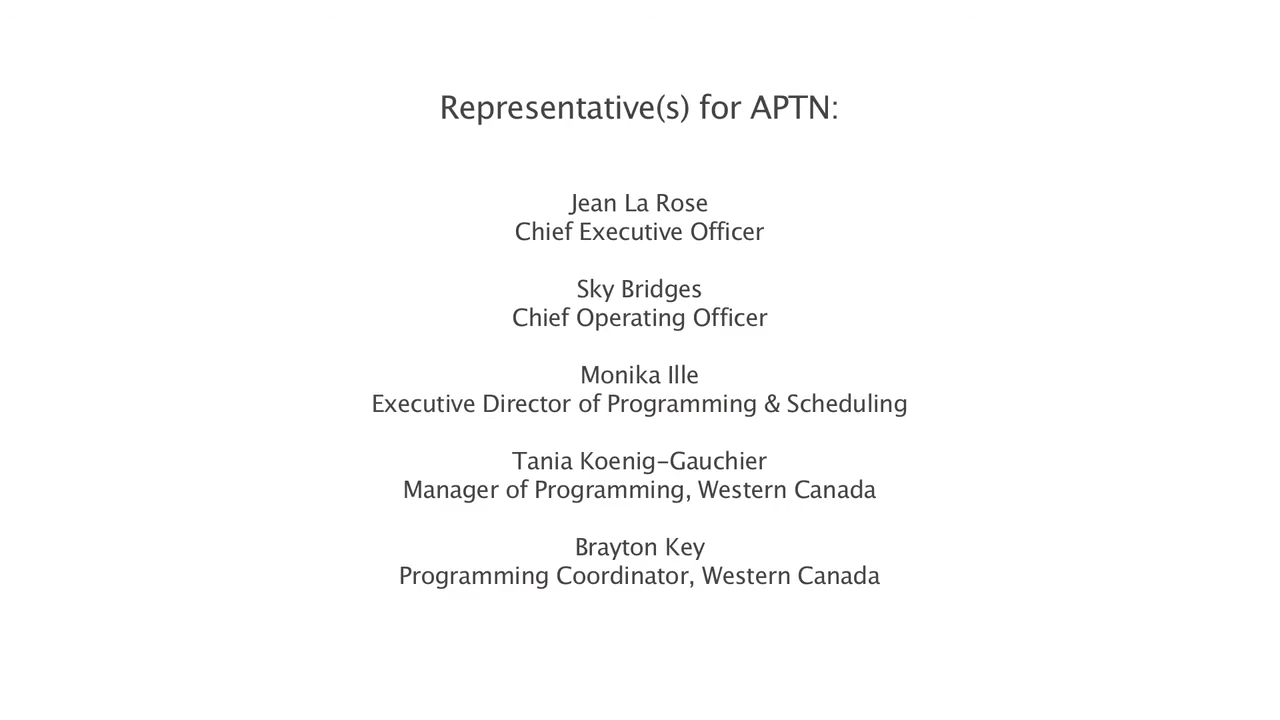 Representative(s) for APTN:
Jean La Rose
Chief Executive Officer
Sky Bridges
Chief Operating Officer
Monika Ille
Executive Director of Programming & Scheduling
Tania Koenig-Gauchier
Manager of Programming, Western Canada
Brayton Key
Programming Coordinator, Western Canada